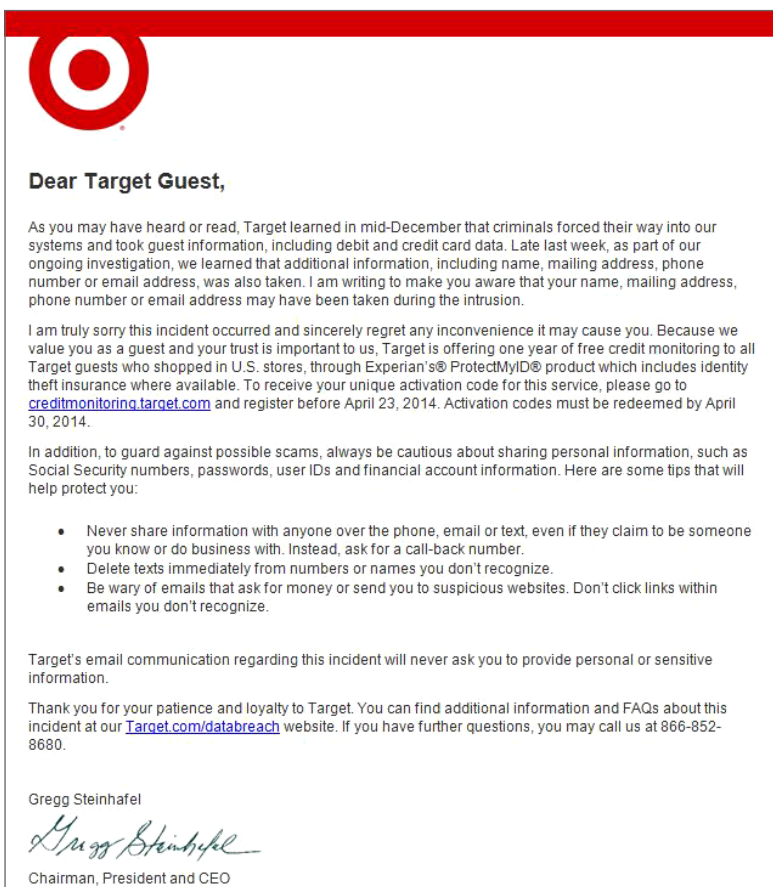 Dear Target Guest,
As you may have heard or read, Target learned in mid-December that criminals forced their way into our
systems and took guest information, including debit and credit card data. Late last week, as part of our
ongoing investigation, we learned that additional information, including name, mailing address, phone
number or email address, was also taken. I am writing to make you aware that your name, mailing address,
phone number or email address may have been taken during the intrusion.
I am truly sorry this incident occurred and sincerely regret any inconvenience it may cause you. Because we
value you as a guest and your trust is important to us, Target is offering one year of free credit monitoring to all
Target guests who shopped in U.S. stores, through Experian's® ProtectMyID® product which includes identity
theft insurance where available. To receive your unique activation code for this service, please go to
creditmonitoring.target.com and register before April 23, 2014. Activation codes must be redeemed by April
30, 2014.
In addition, to guard against possible scams, always be cautious about sharing personal information, such as
Social Security numbers, passwords, user IDs and financial account information. Here are some tips that will
help protect you:
• Never share information with anyone over the phone, email or text, even if they claim to be someone
you know or do business with. Instead, ask for a call-back number.
• Delete texts immediately from numbers or names you don't recognize.
• Be wary of emails that ask for money or send you to suspicious websites. Don't click links within
emails you don't recognize.
Target's email communication regarding this incident will never ask you to provide personal or sensitive
information.
Thank you for your patience and loyalty to Target. You can find additional information and FAQs about this
incident at our Target.com/databreach website. If you have further questions, you may call us at 866-852-
8680.
Gregg Steinhafel
Gregg Steinhafel
Chairman, President and CEO